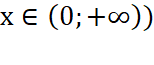 x ∈ (0; +∞))